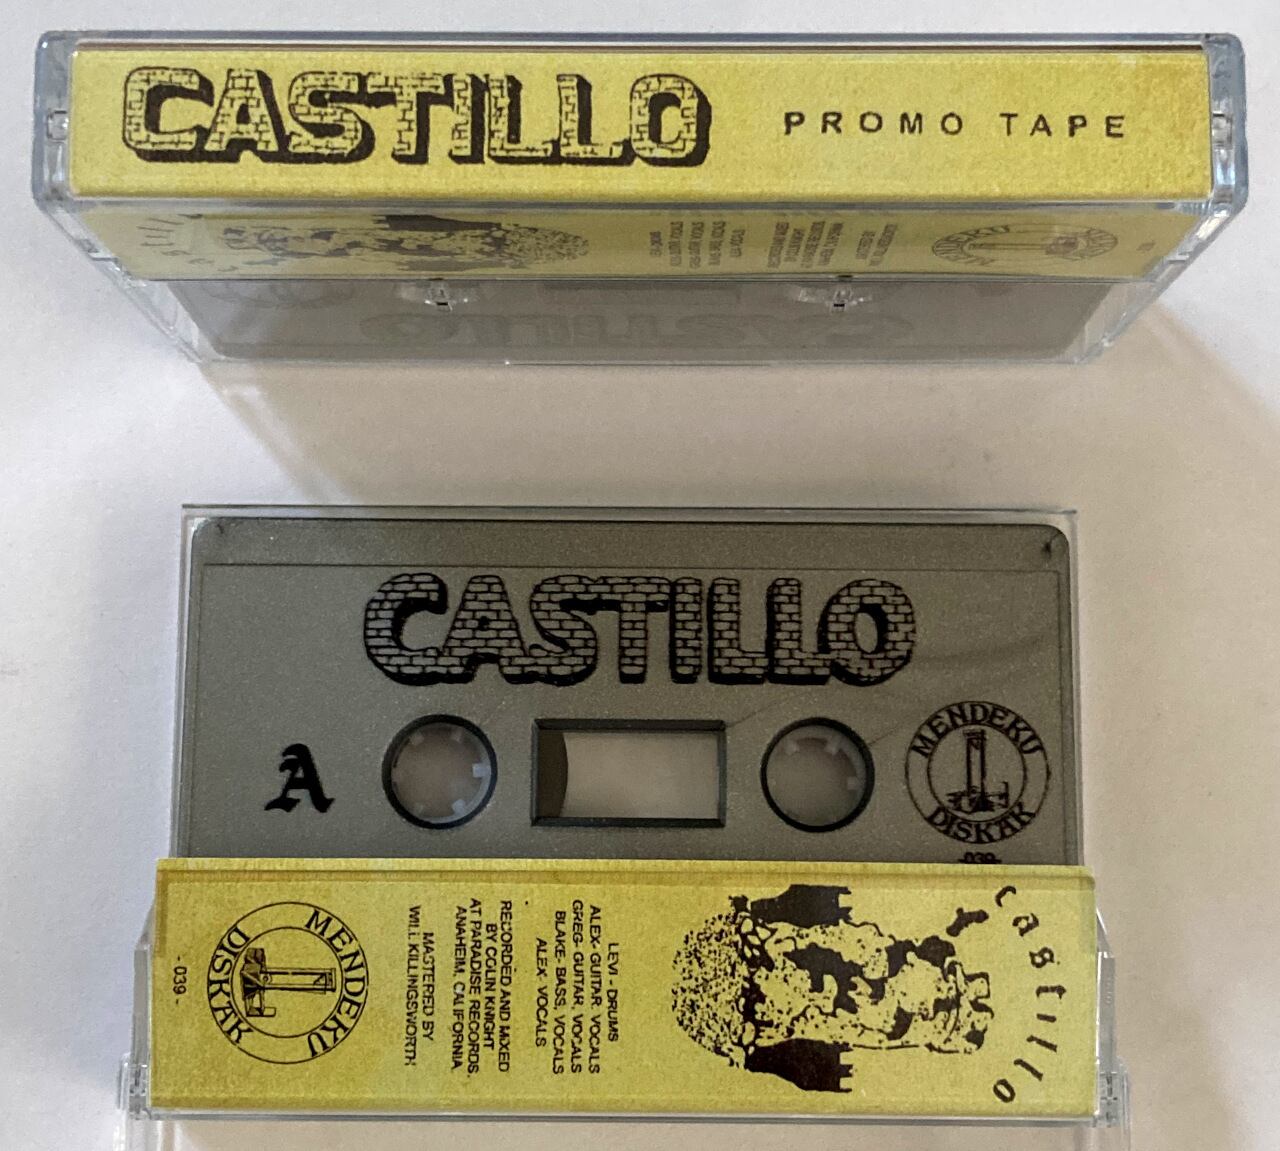 CASTILLO
PROMO TAPE
CASTILLO
A
MENDEKU
DISKAK
-039-
castillo
LEVI - DRUMS
ALEX- GUITAR, VOCALS
GREG- GUITAR, VOCALS
BLAKE- BASS, VOCALS
ALEX- VOCALS
RECORDED AND MIXED
BY COLIN KNIGHT
AT PARADISE RECORDS,
ANAHEIM, CALIFORNIA
MASTERED BY
WILL KILLINGSWORTH
MENDEKU
DISKAK
- 039 -